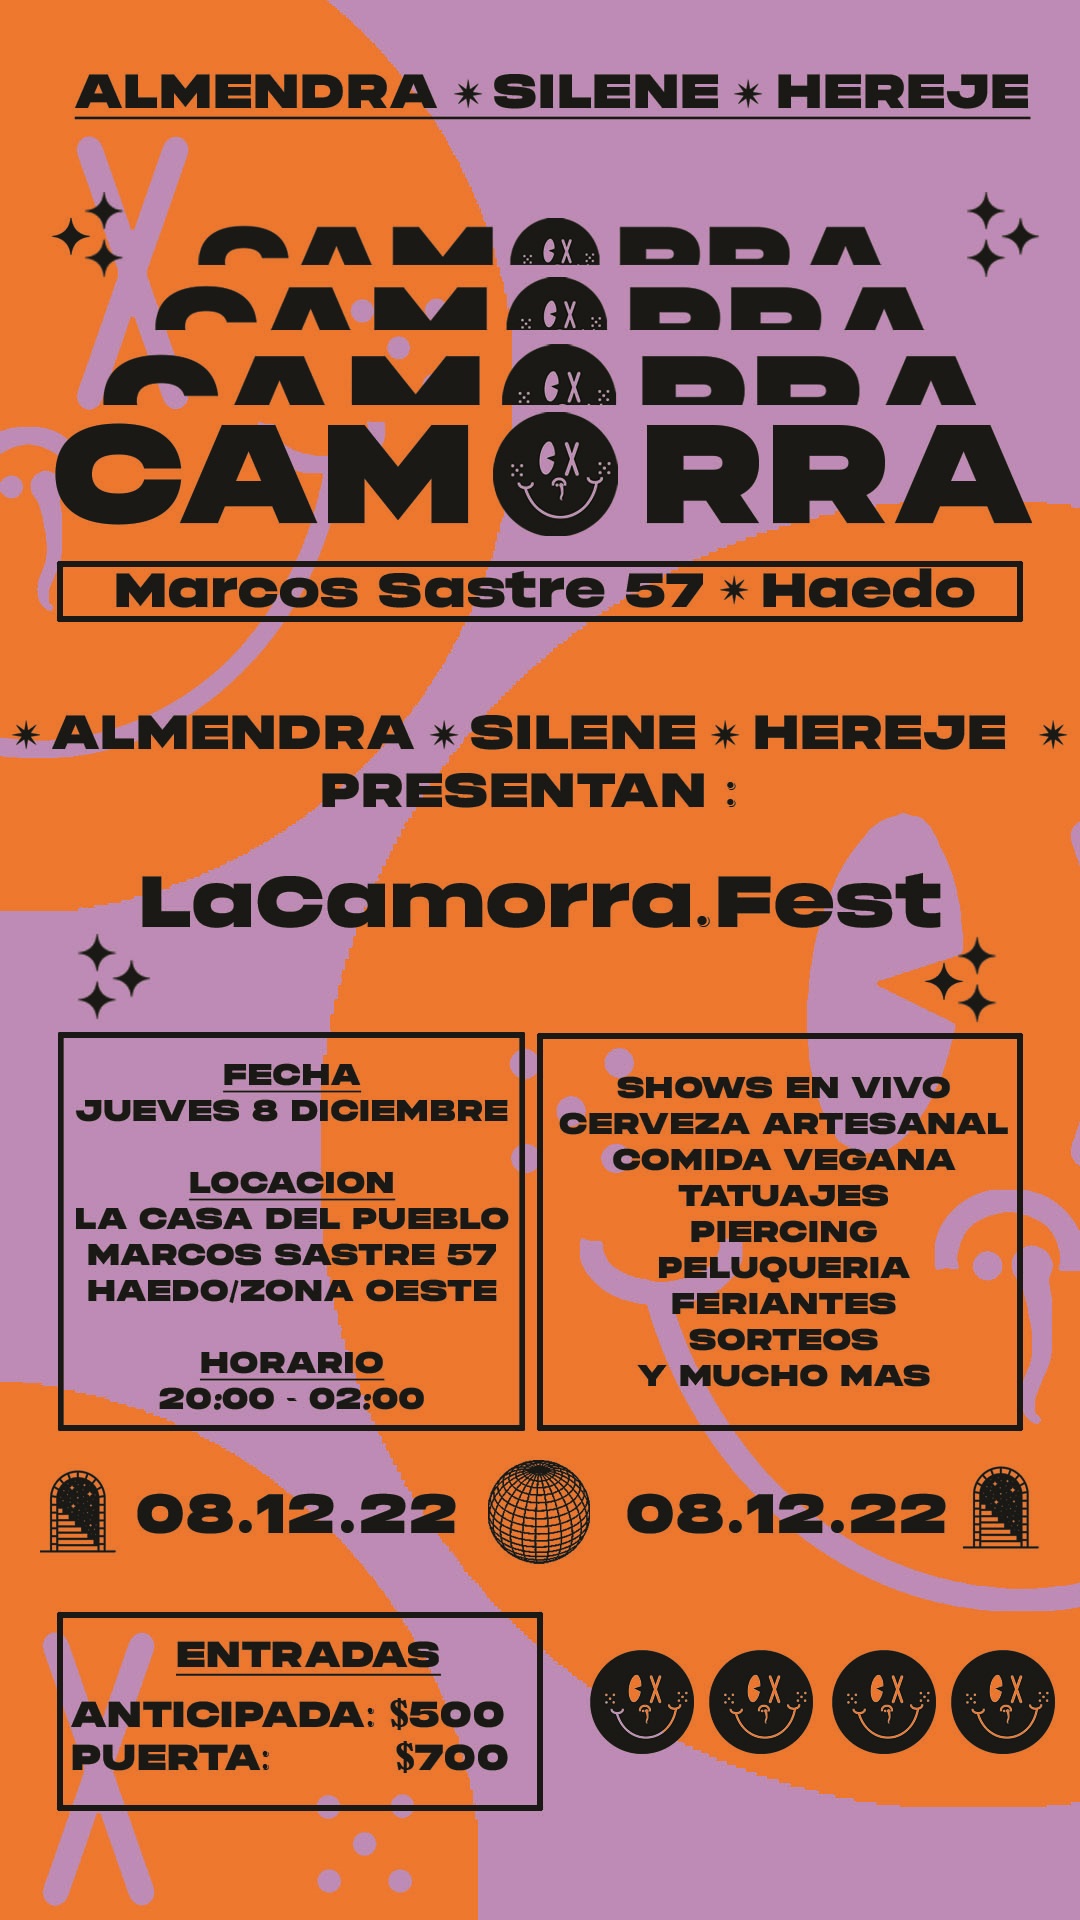 ALMENDRA ✷ SILENE ✷ HEREJE
CAMORRA
CAMORRA
CAMORRA
CAMORRA
Marcos Sastre 57 ✷ Haedo
✷ ALMENDRA ✷ SILENE ✷ HEREJE ✷
PRESENTAN :
LaCamorra.Fest
FECHA
JUEVES 8 DICIEMBRE
LOCACION
LA CASA DEL PUEBLO
MARCOS SASTRE 57
HAEDO/ZONA OESTE
HORARIO
20:00 - 02:00
SHOWS EN VIVO
CERVEZA ARTESANAL
COMIDA VEGANA
TATUAJES
PIERCING
PELUQUERIA
FERIANTES
SORTEOS
Y MUCHO MAS
08.12.22 08.12.22
ENTRADAS
ANTICIPADA: $500
PUERTA: $700